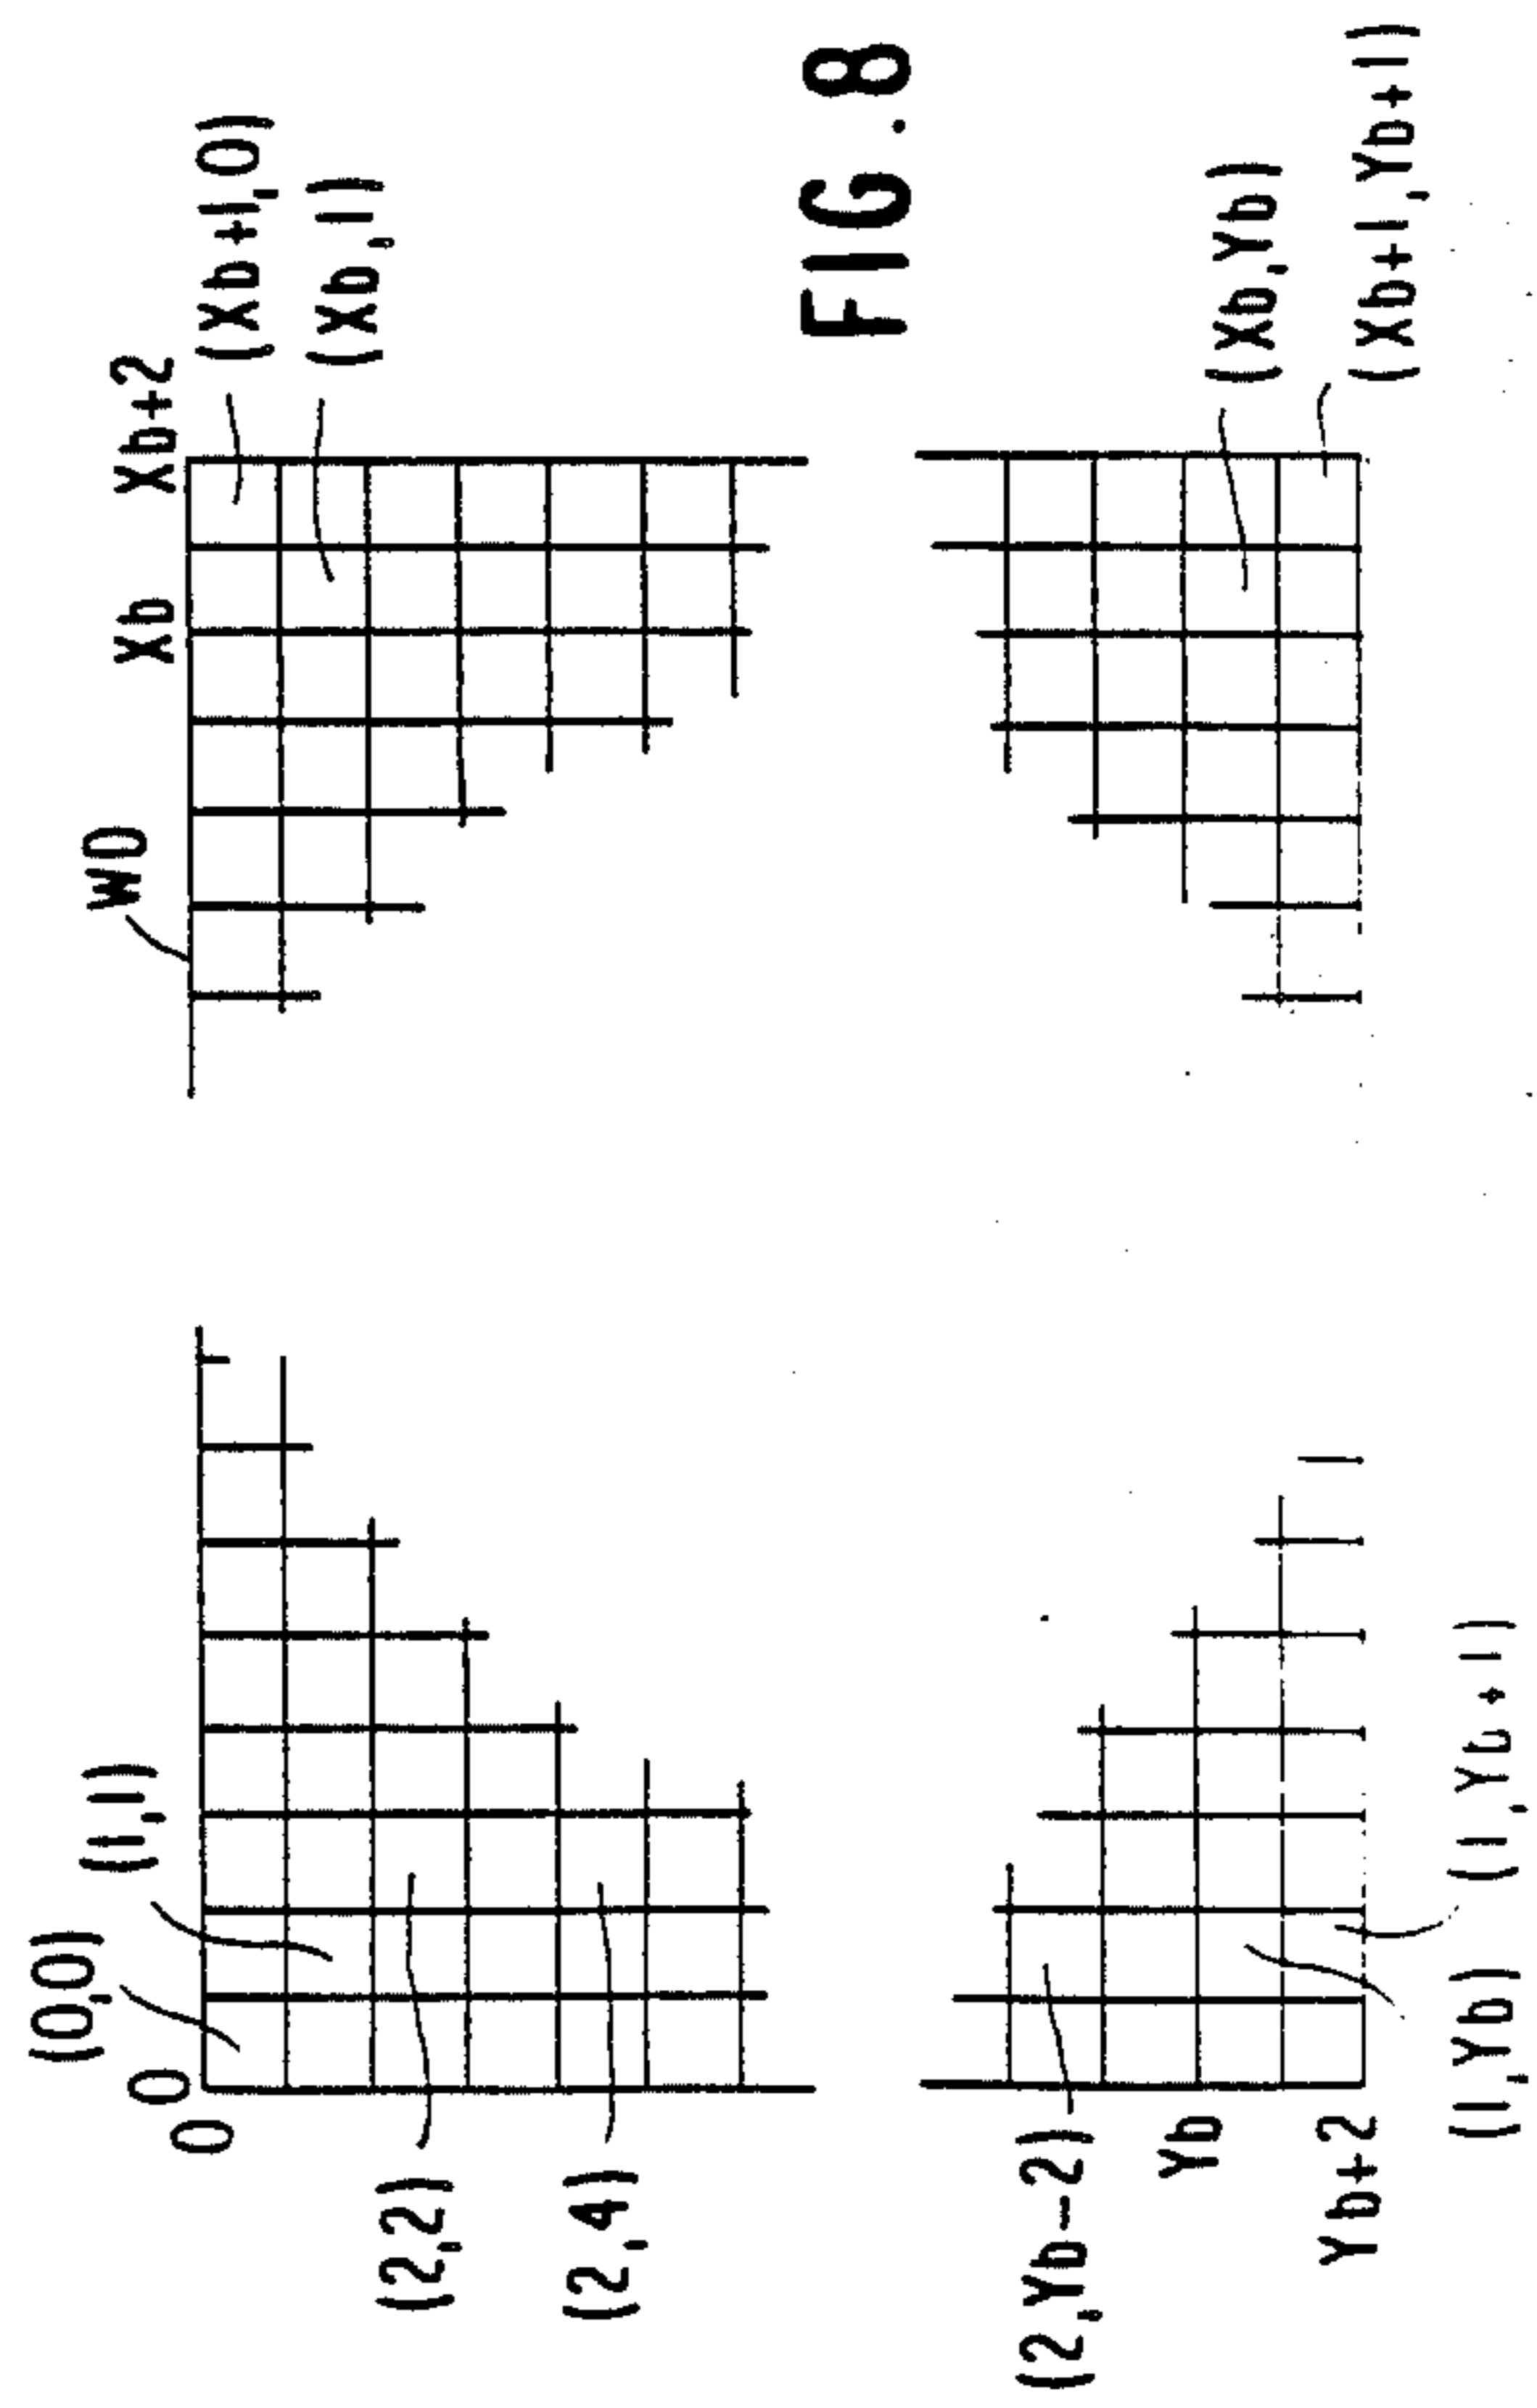 (0,0)
(1,1)
W0
Xb
Xb+2
0
0
(Xb+1,0)
(Xb,1)
(2,2)
(2,4)
FIG.8
(2,Yb-2)
Yb
(Xb,Yb)
Yb+2
(Xb+1,Yb+1)
(1,Yb)
(1,Yb+1)